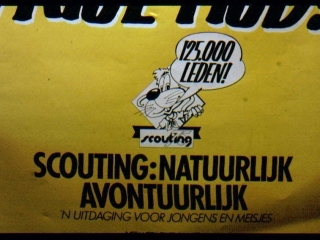 125.000
LEDEN!
scouting
SCOUTING: NATUURLIJK
AVONTUURLIJK
'N UITDAGING VOOR JONGENS EN MEISJES